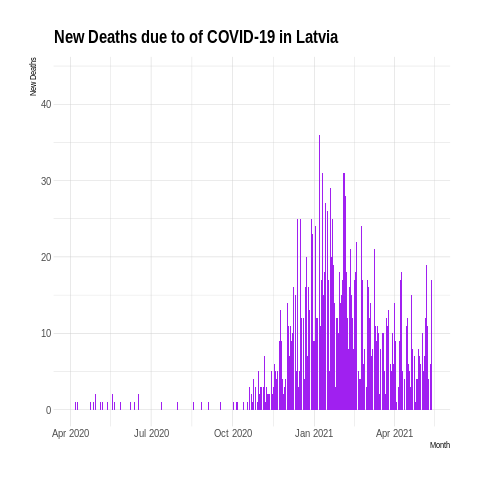 New Deaths due to of COVID-19 in Latvia
New Deaths
40
30
20
10
0
Apr 2020 Jul 2020 Oct 2020 Jan 2021 Apr 2021
Month